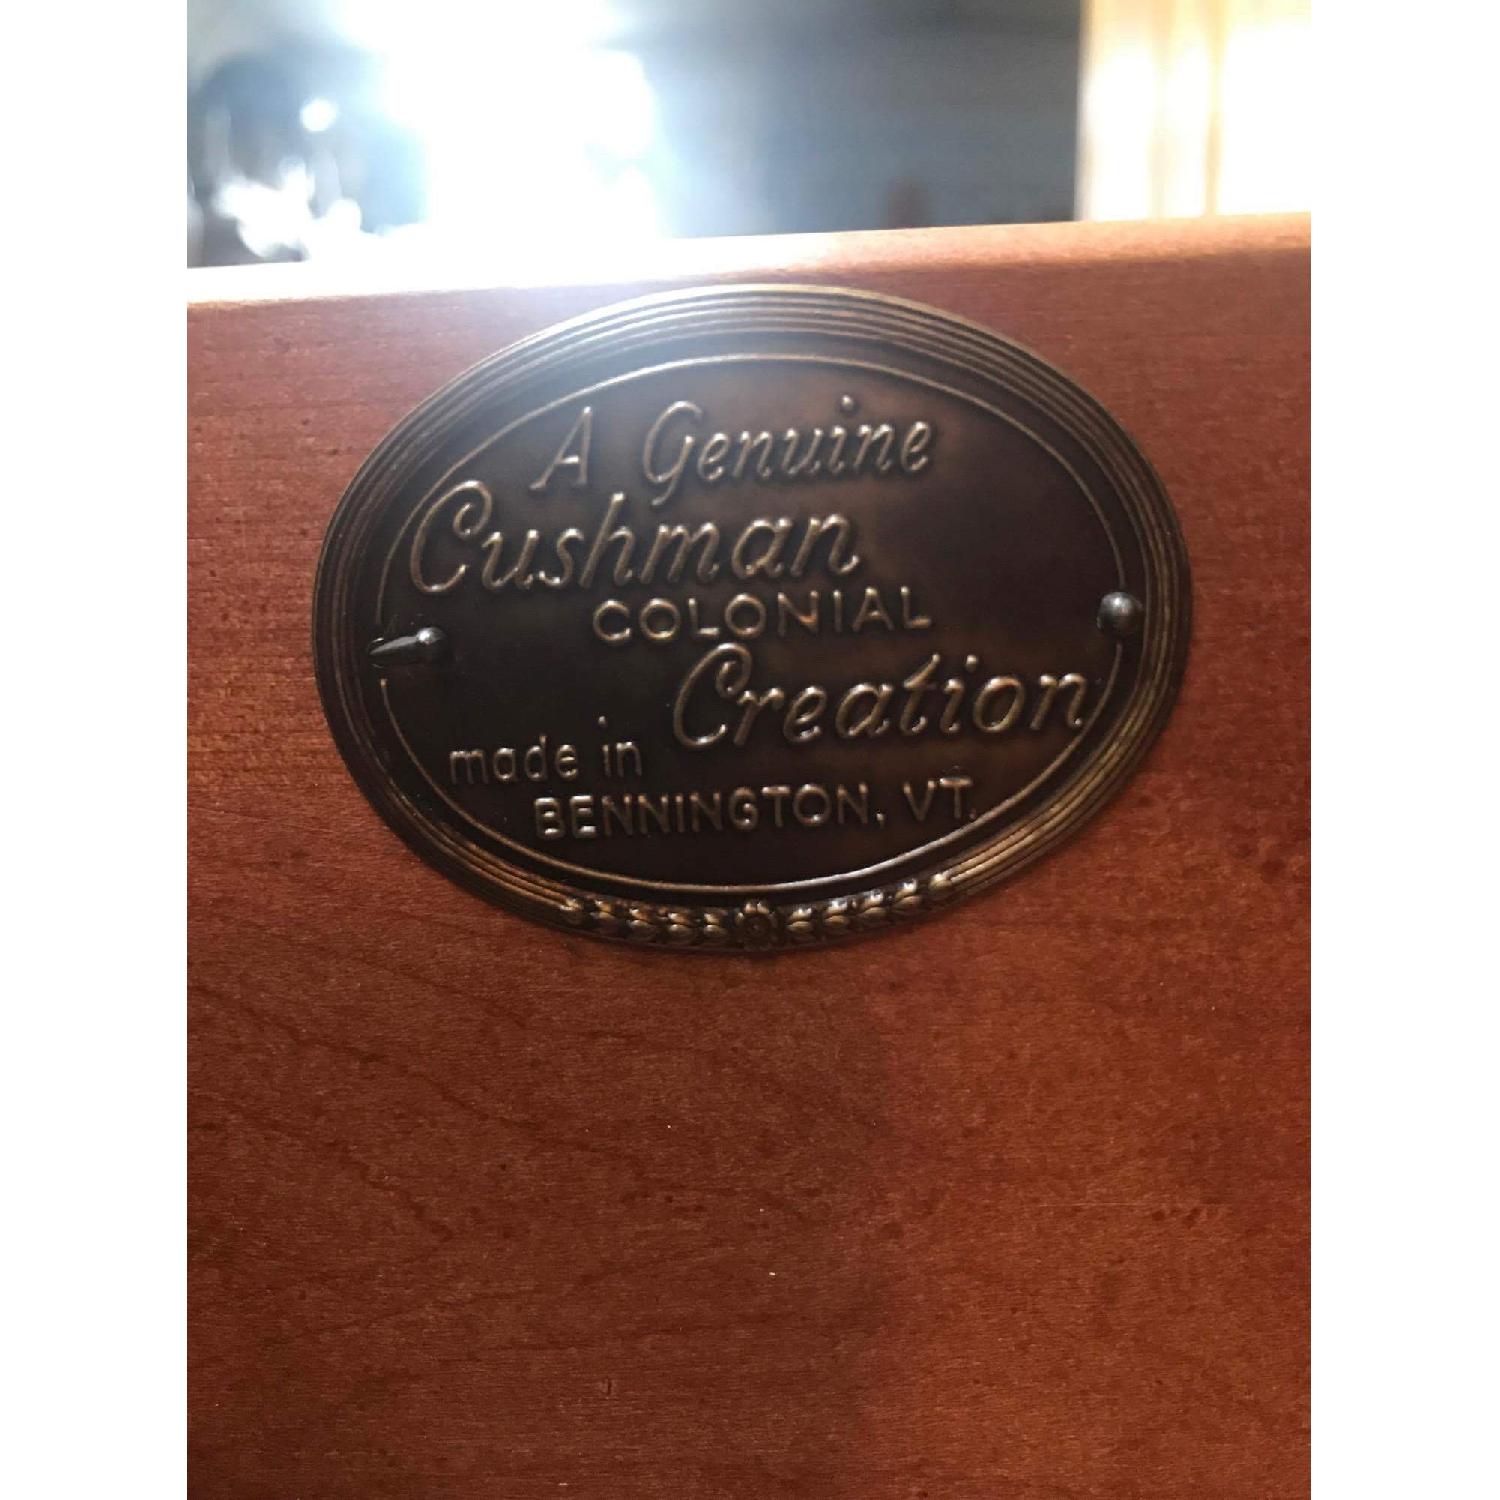 A Genuine
Cushman
COLONIAL
Creation
made in
BENNINGTON, VT.